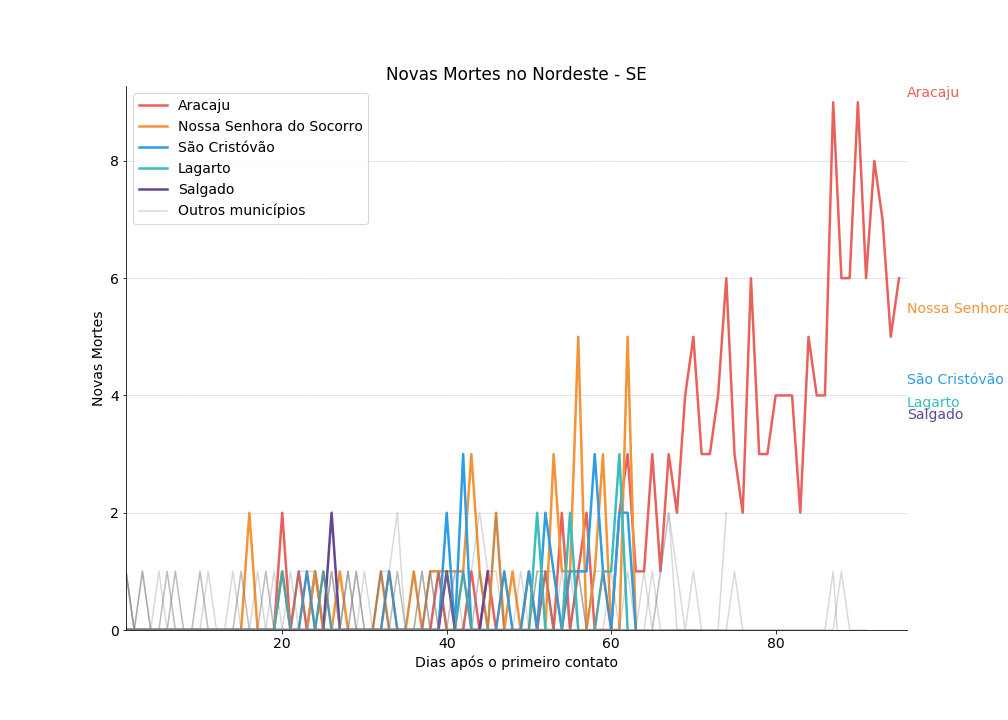 Novas Mortes no Nordeste - SE
Aracaju
Nossa Senhora do Socorro
São Cristóvão
Lagarto
Salgado
Outros municípios
Aracaju
Nossa Senhora
São Cristóvão
Lagarto
Salgado
8
6
4
2
0
Novas Mortes
20 40 60 80
Dias após o primeiro contato